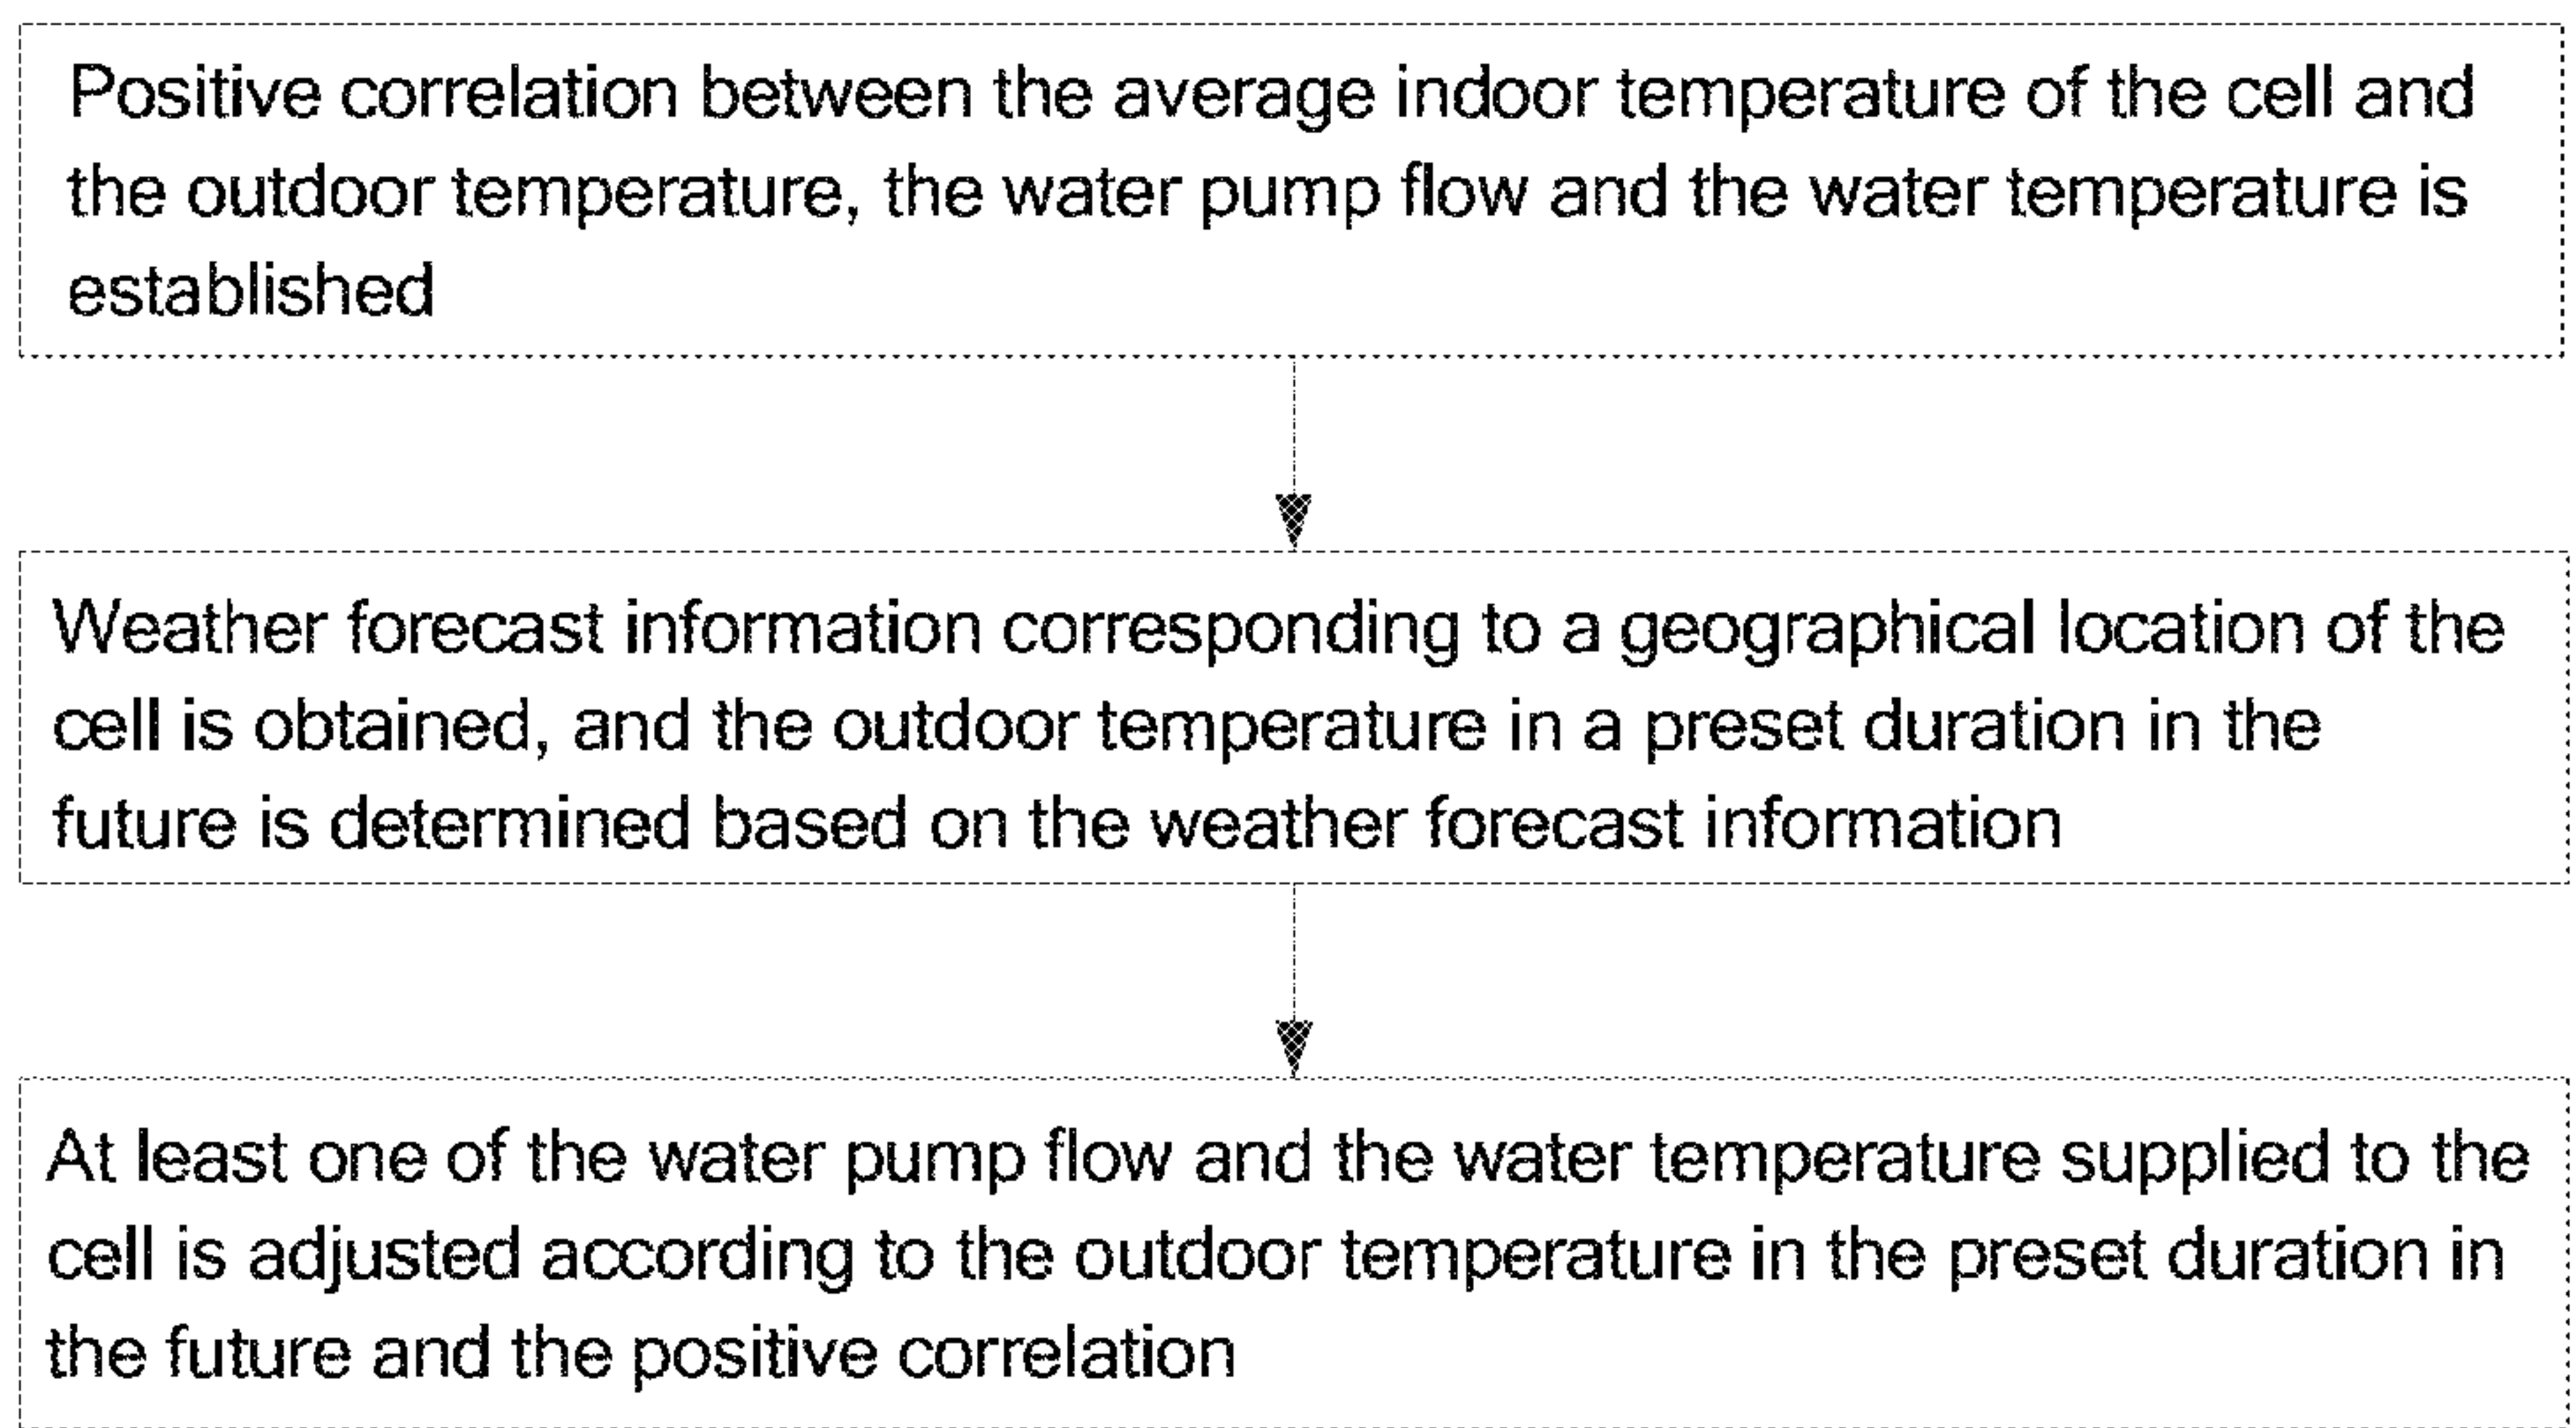 Positive correlation between the average indoor temperature of the cell and
the outdoor temperature, the water pump flow and the water temperature is
established
Weather forecast information corresponding to a geographical location of the
cell is obtained, and the outdoor temperature in a preset duration in the
future is determined based on the weather forecast information
At least one of the water pump flow and the water temperature supplied to the
cell is adjusted according to the outdoor temperature in the preset duration in
the future and the positive correlation